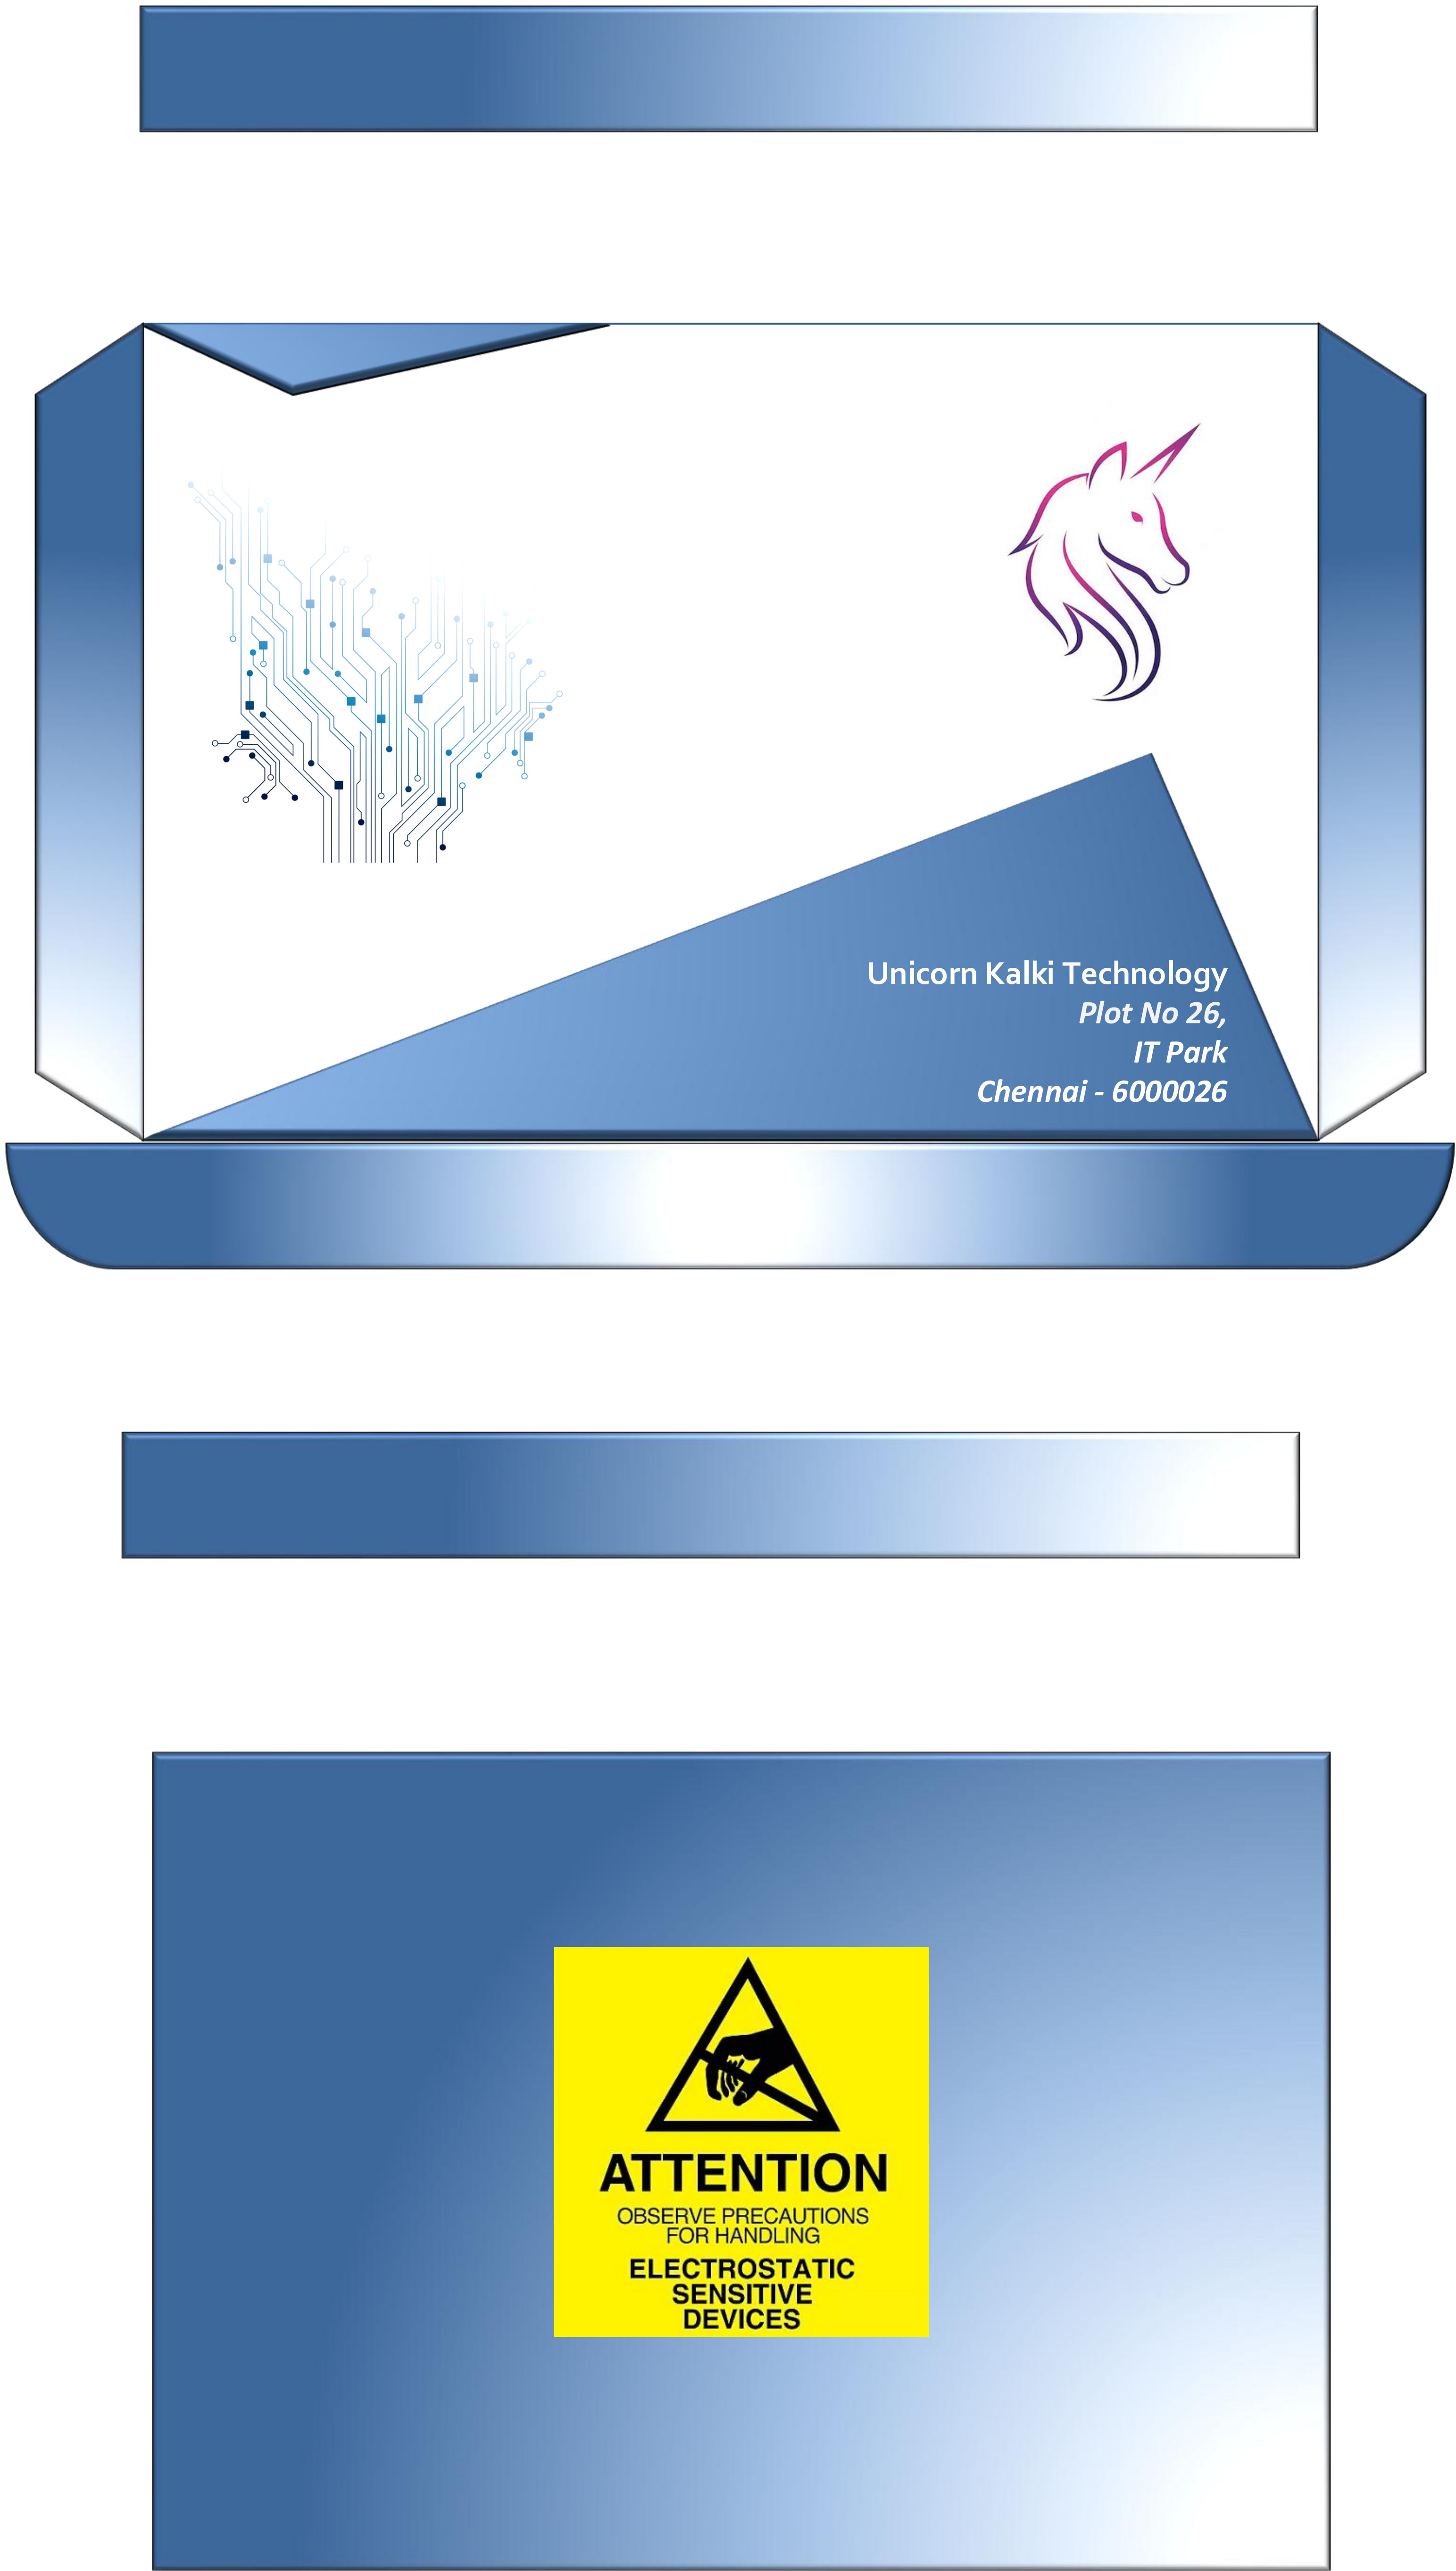 Unicorn Kalki Technology
Plot No 26,
IT Park
Chennai - 6000026
ATTENTION
OBSERVE PRECAUTIONS
FOR HANDLING
ELECTROSTATIC
SENSITIVE
DEVICES